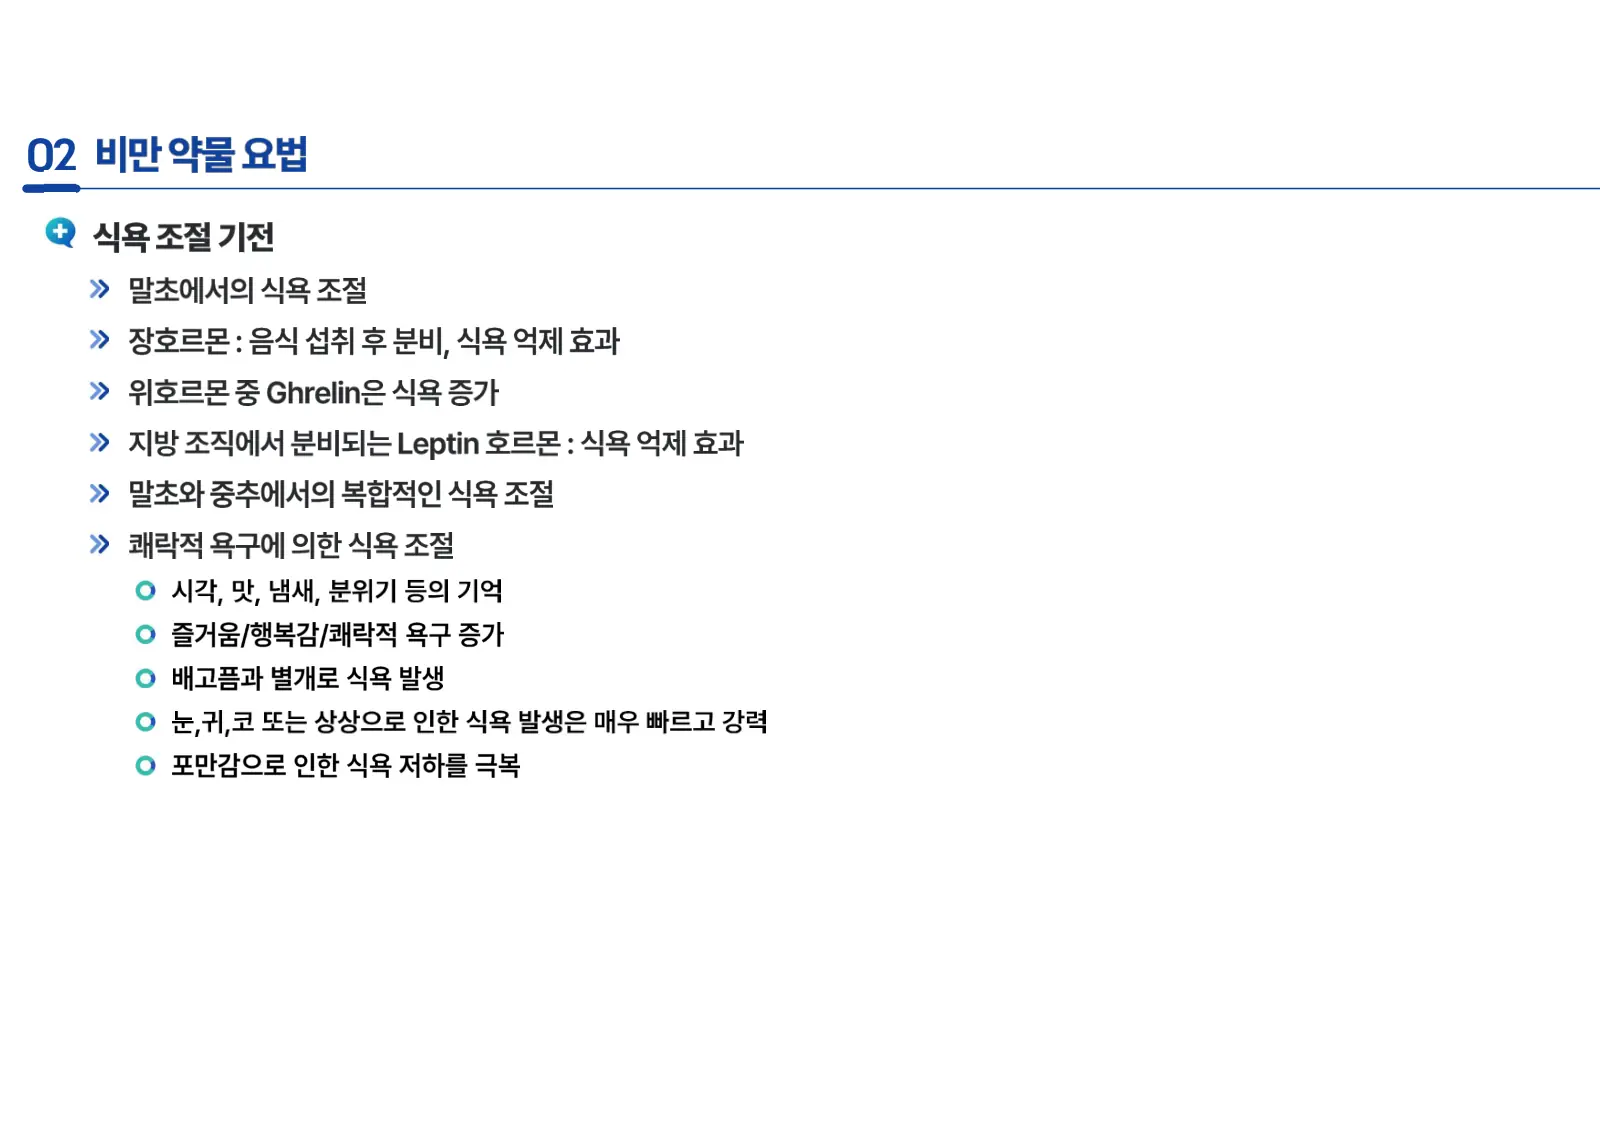 02 비만 약물 요법
식욕 조절 기전
말초에서의 식욕 조절
장호르몬 : 음식 섭취 후 분비, 식욕 억제 효과
위호르몬 중 Ghrelin은 식욕 증가
지방 조직에서 분비되는 Leptin 호르몬 : 식욕 억제 효과
말초와 중추에서의 복합적인 식욕 조절
쾌락적 욕구에 의한 식욕 조절
시각, 맛, 냄새, 분위기 등의 기억
즐거움/행복감/쾌락적 욕구 증가
배고픔과 별개로 식욕 발생
눈,귀,코 또는 상상으로 인한 식욕 발생은 매우 빠르고 강력
포만감으로 인한 식욕 저하를 극복